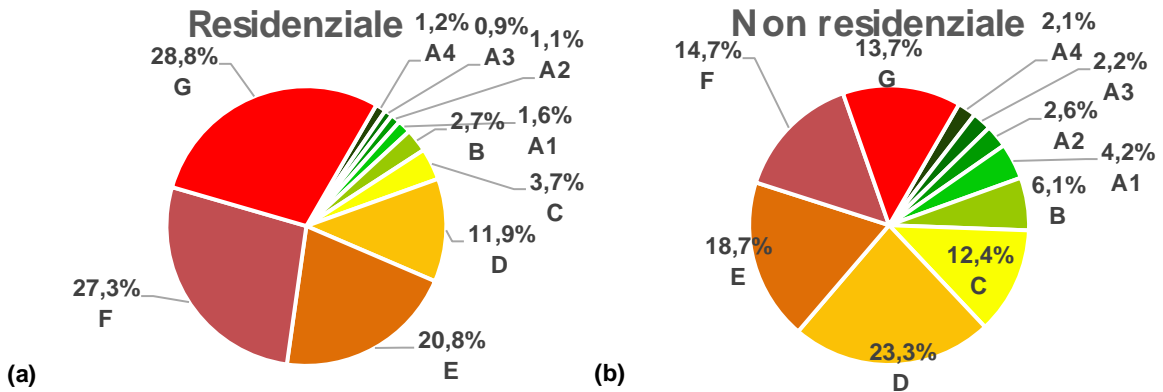 Residenziale
1,2%
A4
0,9%
A3
1,1%
A2
1,6%
A1
2,7%
B
3,7%
C
11,9%
D
20,8%
E
27,3%
F
28,8%
G
(a)
Non residenziale
2,1%
A4
2,2%
A3
2,6%
A2
4,2%
A1
6,1%
B
12,4%
C
23,3%
D
18,7%
E
14,7%
F
13,7%
G
(b)